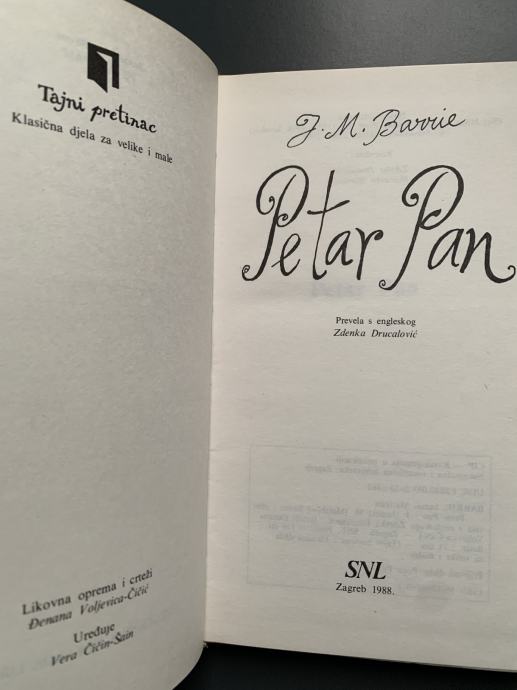 Tajni pretinac
Klasična djela za velike i male
Likovna oprema i crteži
Đenana Voljevica-Čičić
Uređuje
Vera Čičin-Šain
J. M. Barrie
Petar Pan
Prevela s engleskog
Zdenka Drucalović
SNL
Zagreb 1988.